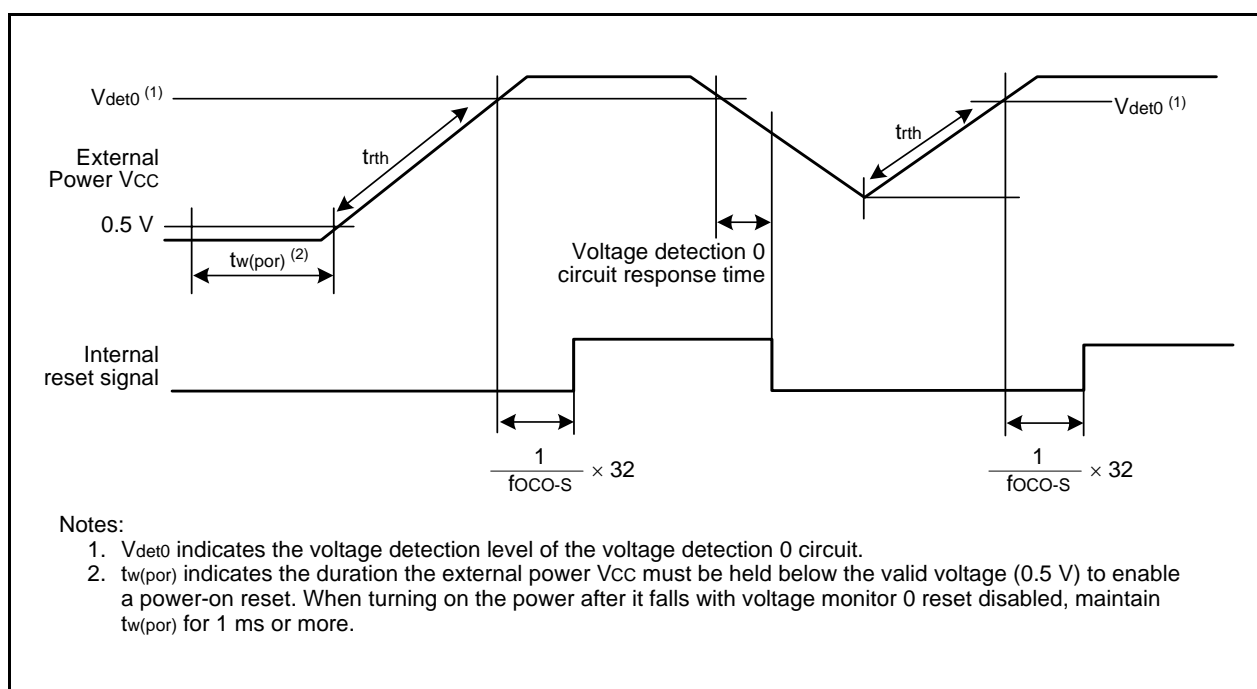 Vdet0 (1)
External
Power VCC
0.5 V
trth
tw(por) (2)
Voltage detection 0
circuit response time
trth
Vdet0 (1)
Internal
reset signal
1
fOCO-S
× 32
1
fOCO-S
× 32
Notes:
1. Vdet0 indicates the voltage detection level of the voltage detection 0 circuit.
2. tw(por) indicates the duration the external power VCC must be held below the valid voltage (0.5 V) to enable
a power-on reset. When turning on the power after it falls with voltage monitor 0 reset disabled, maintain
tw(por) for 1 ms or more.